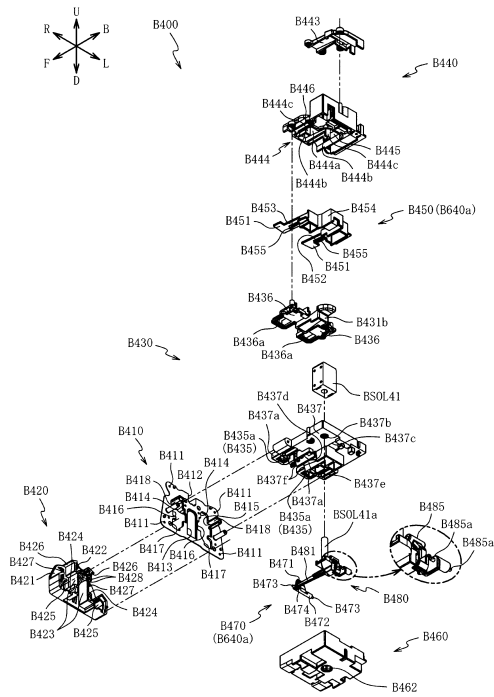 U
R
B
F
L
D
B400
B443
B440
B446
B444c
B445
B444
B444a
B444c
B444b
B444b
B453
B454
B450(B640a)
B451
B455
B455
B451
B452
B436
B431b
B436a
B436
B436a
B430
BSOL41
B437d
B437
B437a
B437b
B435a
(B435)
B437c
B437f
B437e
B437a
B435a
(B435)
B410
B411
B414
B418
B412
B411
B414
B415
B416
B418
B411
B417
B411
B416
B413
B417
B420
B424
B426
B422
B427
B426
B428
B421
B427
B424
B425
B423
B425
BSOL41a
B485
B485a
B485a
B481
B471
B473
B480
B474
B473
B472
B470
(B640a)
B460
B462